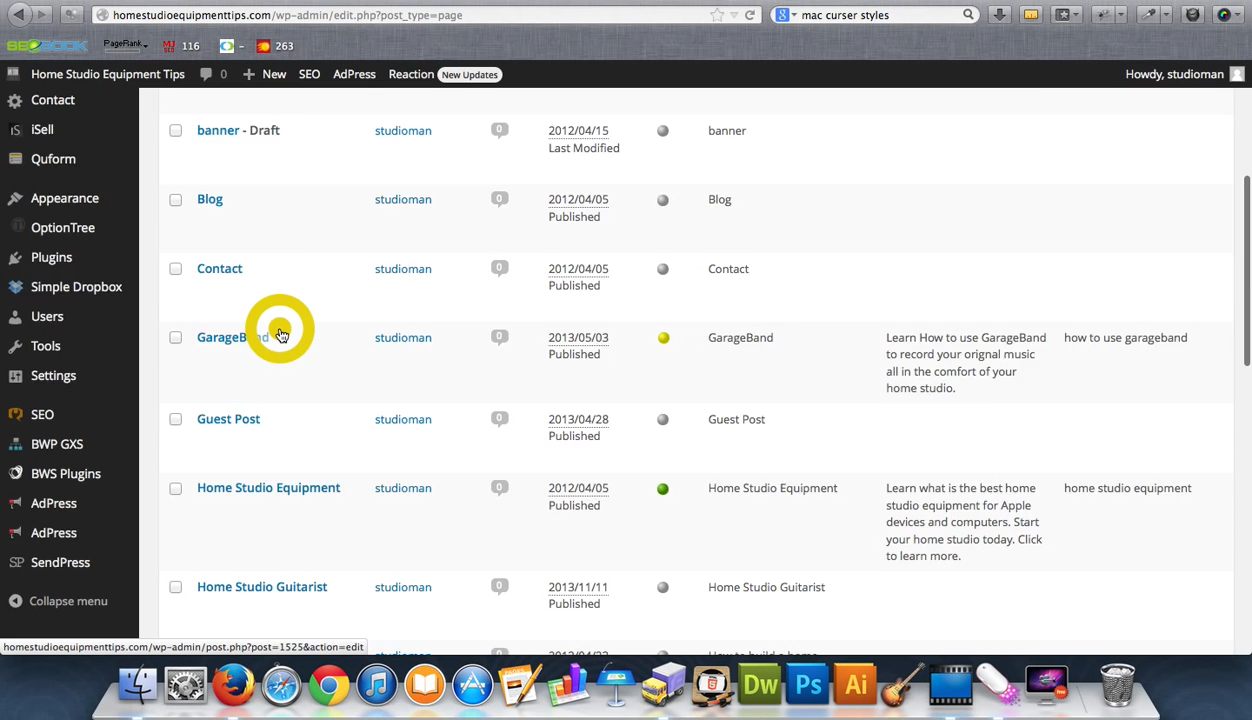 homestudioequipmenttips.com/wp-admin/edit.php?post_type=page
mac curser styles
SEOBOOK PageRank 116 - 263
Home Studio Equipment Tips 0 New SEO AdPress Reaction New Updates Howdy, studioman
Contact
iSell
Quform
Appearance
OptionTree
Plugins
Simple Dropbox
Users
Tools
Settings
SEO
BWP GXS
BWS Plugins
AdPress
AdPress
SendPress
Collapse menu
banner - Draft studioman 0 2012/04/15 banner
Last Modified
Blog studioman 0 2012/04/05 Blog
Published
Contact studioman 0 2012/04/05 Contact
Published
GarageBand studioman 0 2013/05/03 GarageBand Learn How to use GarageBand how to use garageband
Published to record your orignal music
all in the comfort of your
home studio.
Guest Post studioman 0 2013/04/28 Guest Post
Published
Home Studio Equipment studioman 0 2012/04/05 Home Studio Equipment Learn what is the best home home studio equipment
Published studio equipment for Apple
devices and computers. Start
your home studio today. Click
to learn more.
Home Studio Guitarist studioman 0 2013/11/11 Home Studio Guitarist
Published
homestudioequipmenttips.com/wp-admin/post.php?post=1525&action=edit
Dw Ps Ai